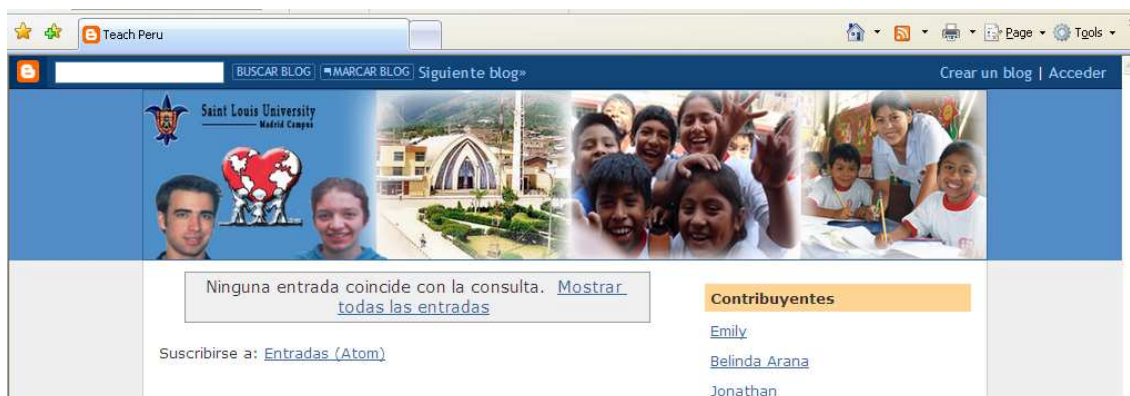 Teach Peru
Page
Tools
BUSCAR BLOG
MARCAR BLOG
Siguiente blog»
Crear un blog | Acceder
Saint Louis University
Madrid Campus
Ninguna entrada coincide con la consulta. Mostrar
todas las entradas
Suscribirse a: Entradas (Atom)
Contribuyentes
Emily
Belinda Arana
Jonathan